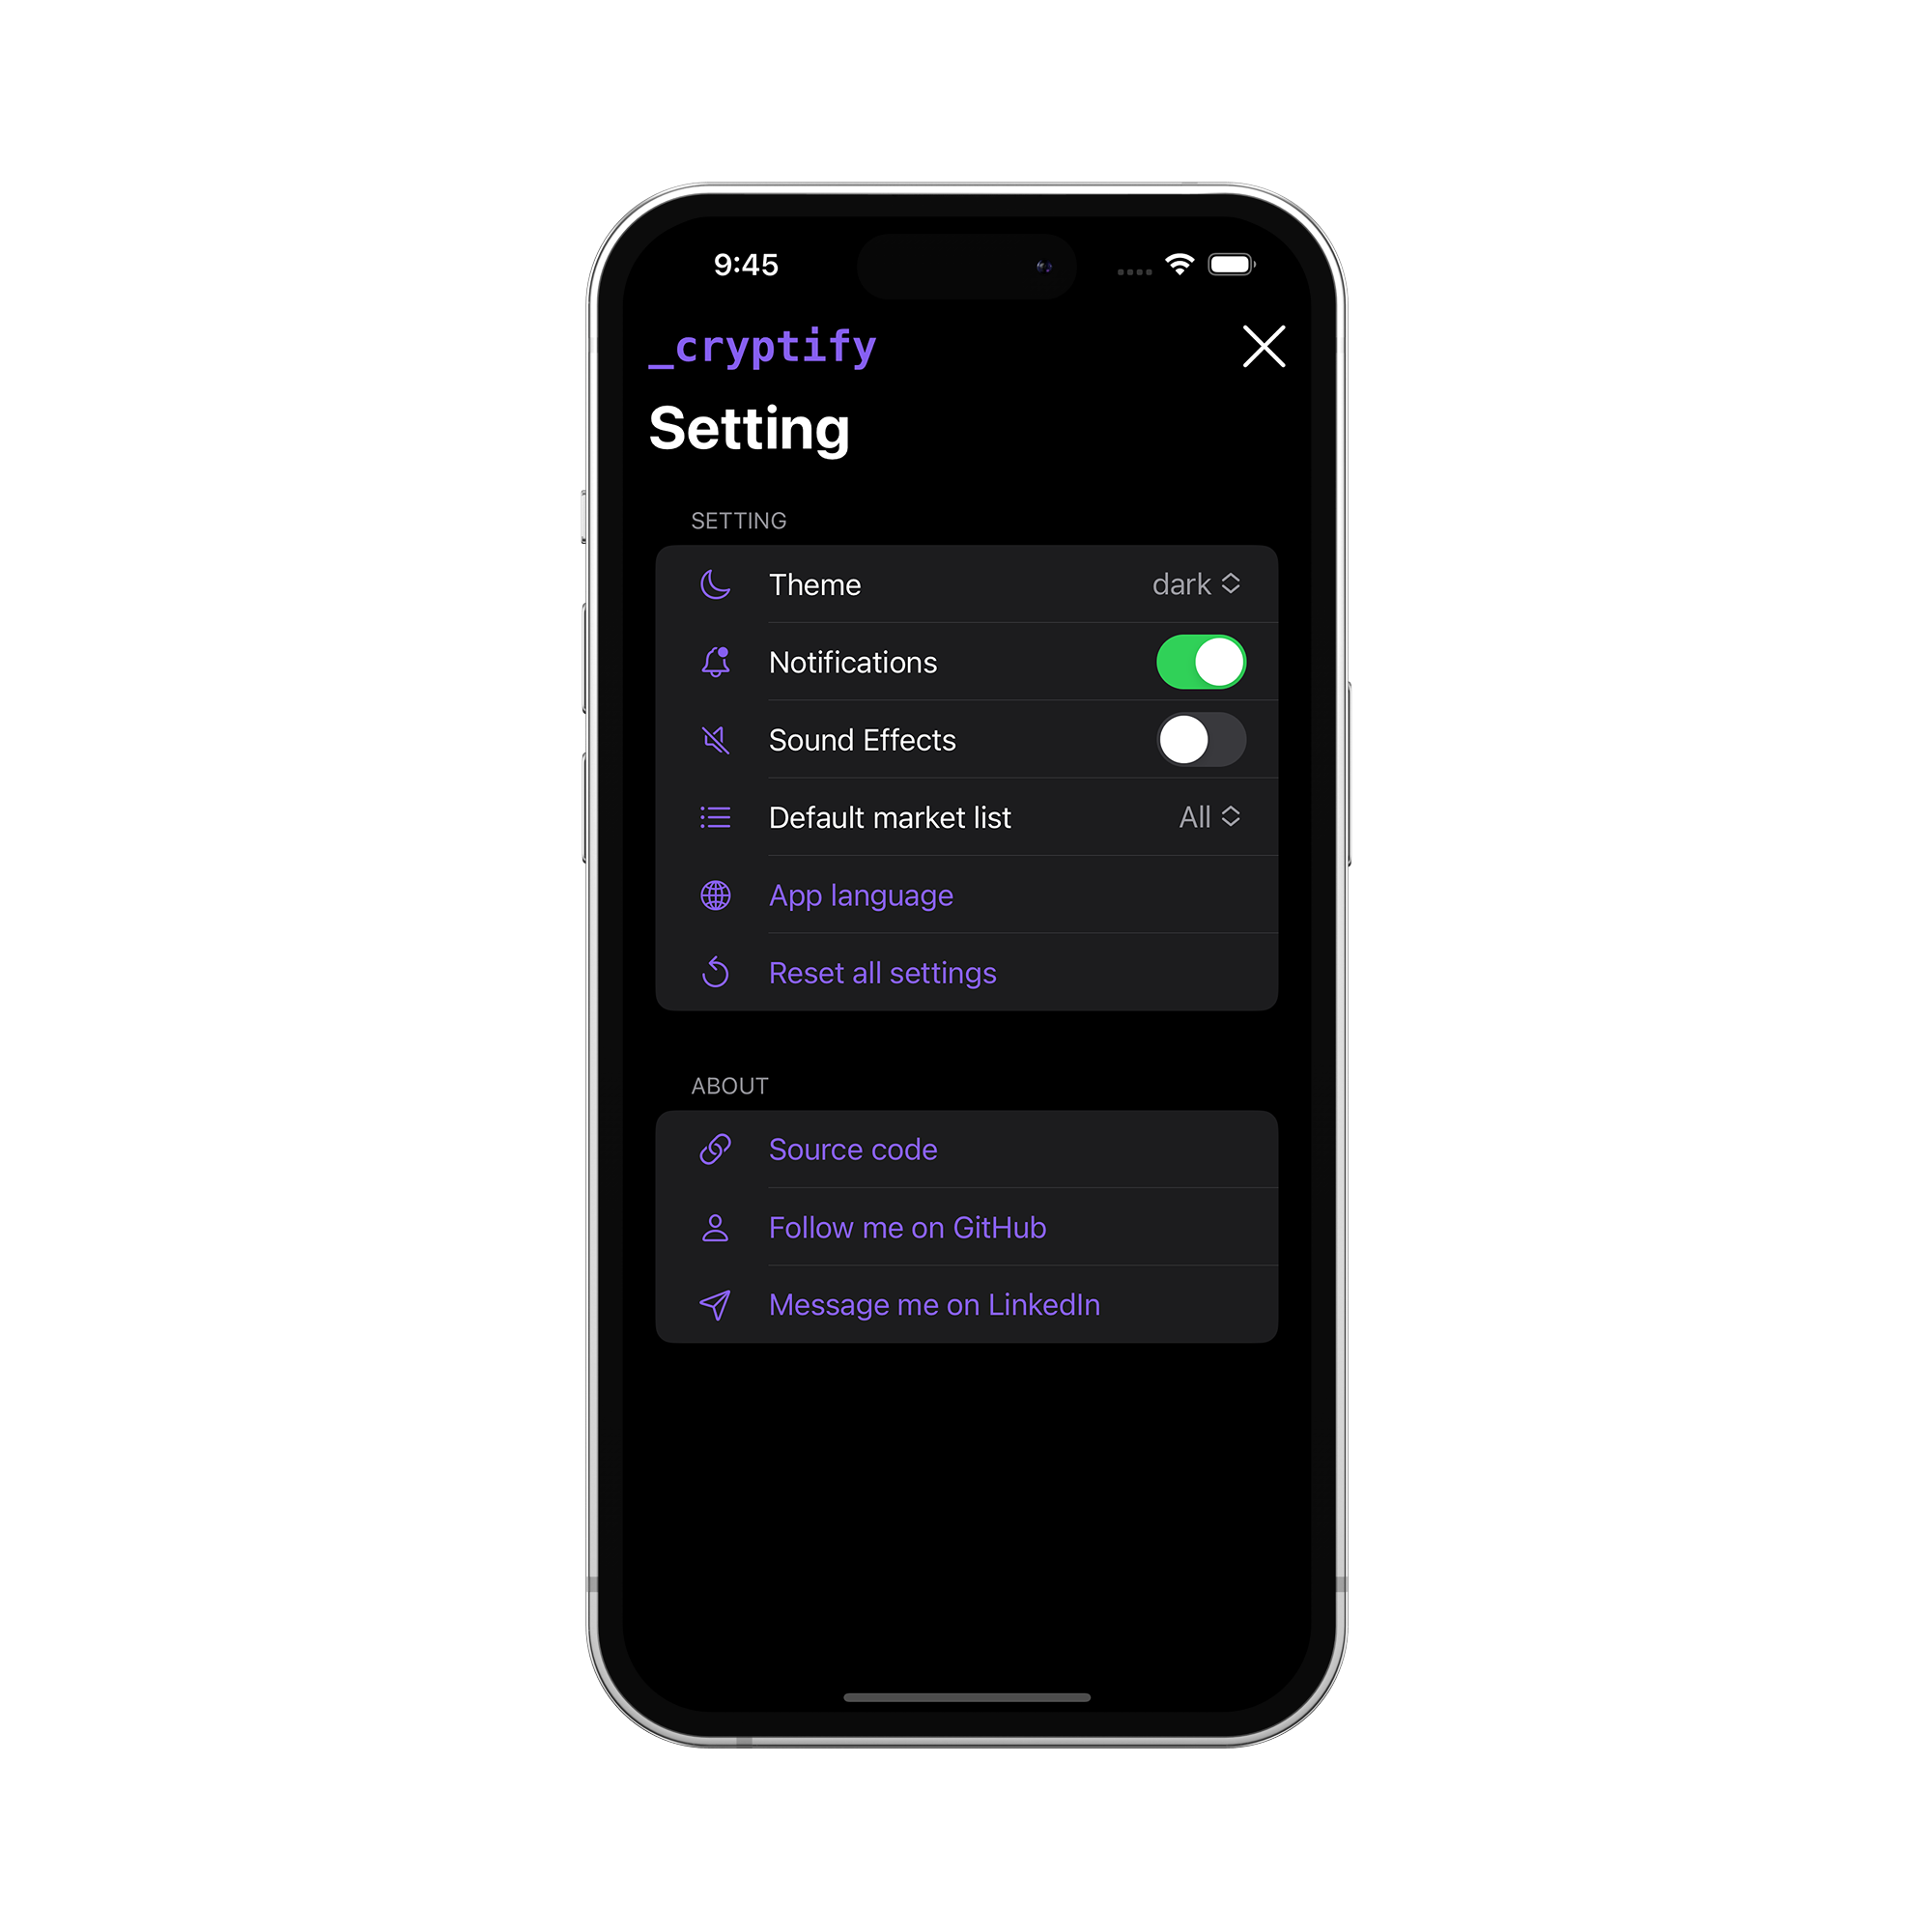 9:45
_cryptify
Setting
SETTING
Theme dark
Notifications
Sound Effects
Default market list All
App language
Reset all settings
ABOUT
Source code
Follow me on GitHub
Message me on LinkedIn